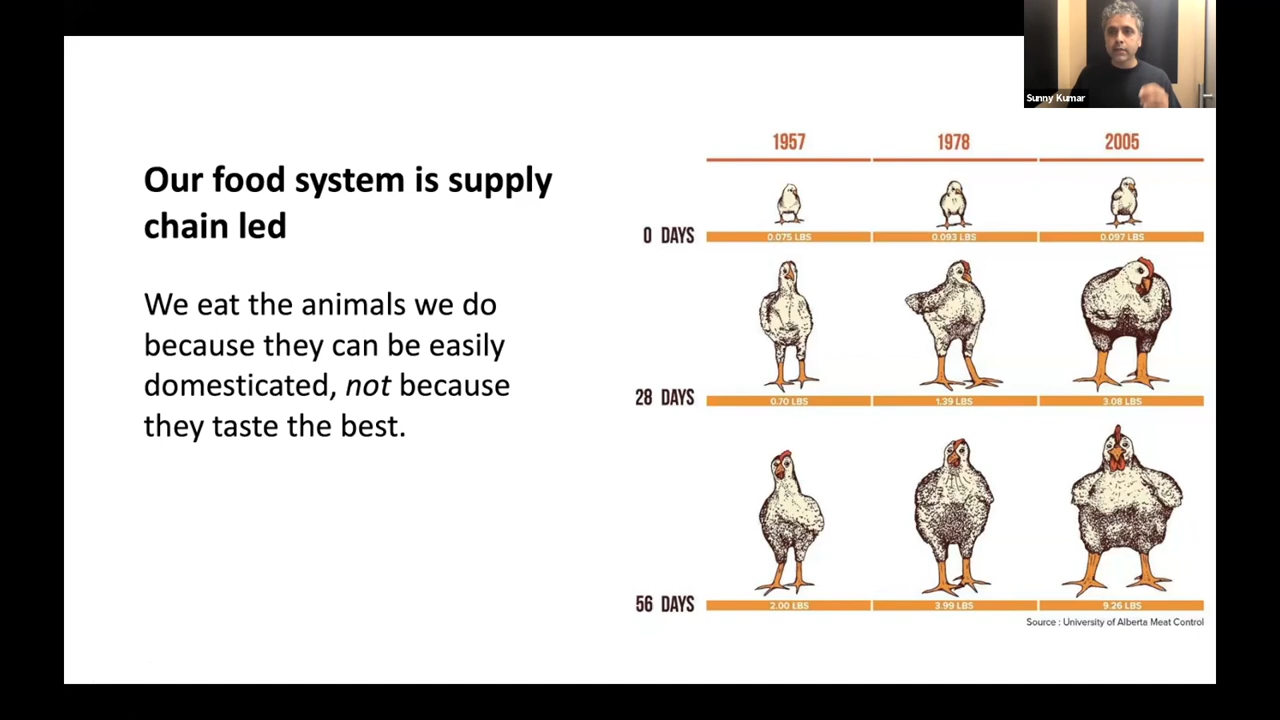 Sunny Kumar
Our food system is supply
chain led
We eat the animals we do
because they can be easily
domesticated, not because
they taste the best.
1957 1978 2005
0 DAYS
0.075 LBS 0.093 LBS 0.097 LBS
28 DAYS
0.70 LBS 1.39 LBS 3.08 LBS
56 DAYS
2.00 LBS 3.99 LBS 9.26 LBS
Source : University of Alberta Meat Control